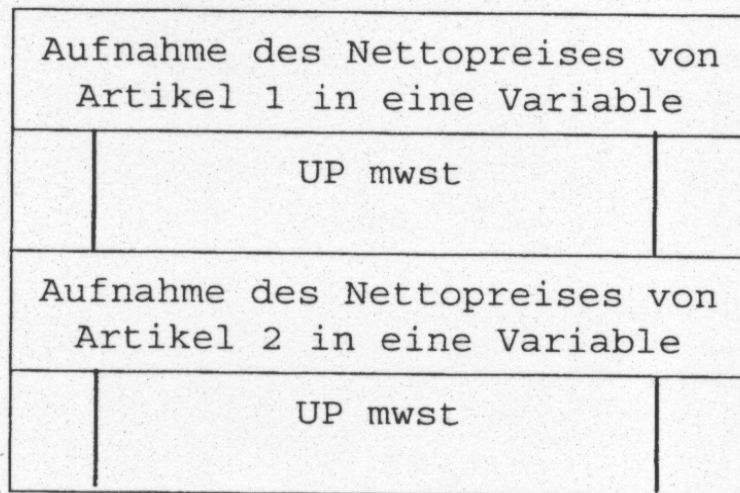 Aufnahme des Nettopreises von
Artikel 1 in eine Variable
UP mwst
Aufnahme des Nettopreises von
Artikel 2 in eine Variable
UP mwst